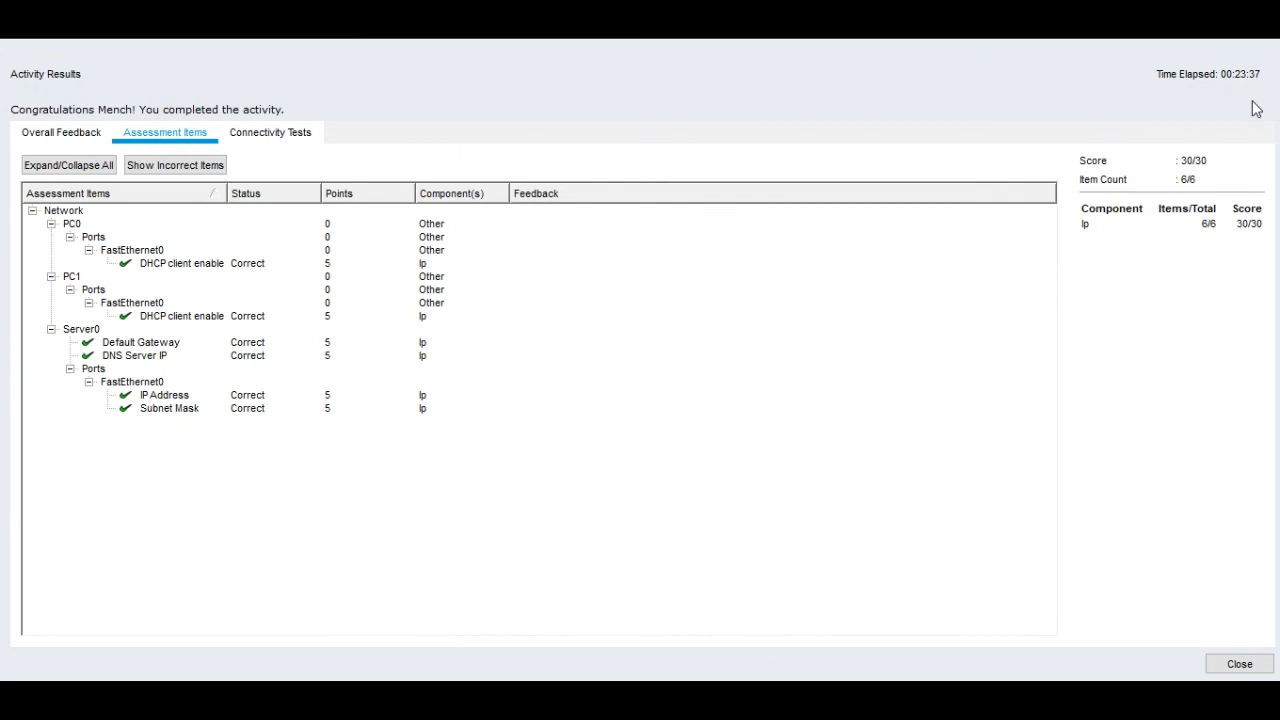 Activity Results
Time Elapsed: 00:23:37
Congratulations Mench! You completed the activity.
Overall Feedback Assessment Items Connectivity Tests
Expand/Collapse All Show Incorrect Items
Assessment Items Status Points Component(s) Feedback
Network
PC0 0 Other
Ports 0 Other
FastEthernet0 0 Other
DHCP client enable Correct 5 Ip
PC1 0 Other
Ports 0 Other
FastEthernet0 0 Other
DHCP client enable Correct 5 Ip
Server0
Default Gateway Correct 5 Ip
DNS Server IP Correct 5 Ip
Ports
FastEthernet0
IP Address Correct 5 Ip
Subnet Mask Correct 5 Ip
Score : 30/30
Item Count : 6/6
Component Items/Total Score
Ip 6/6 30/30
Close